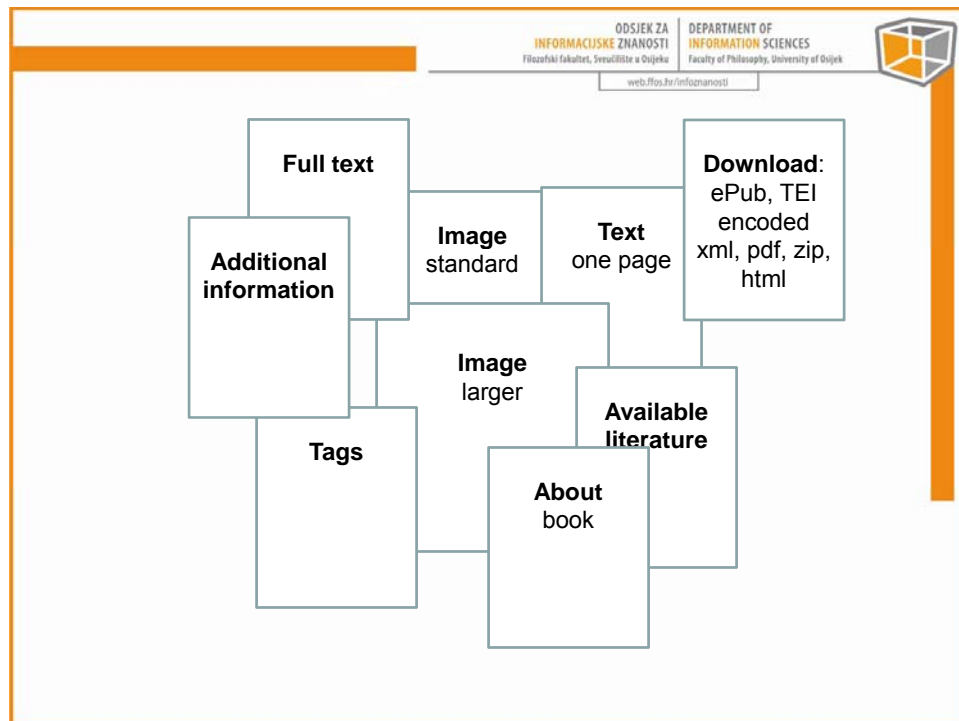 ODSJEK ZA
INFORMACIJSKE ZNANOSTI
Filozofski fakultet, Sveučilište u Osijeku
DEPARTMENT OF
INFORMATION SCIENCES
Faculty of Philosophy, University of Osijek
web.ffos.hr/infoznanosti
Full text
Download:
ePub, TEI
encoded
xml, pdf, zip,
html
Image
standard
Text
one page
Additional
information
Image
larger
Available
literature
Tags
About
book